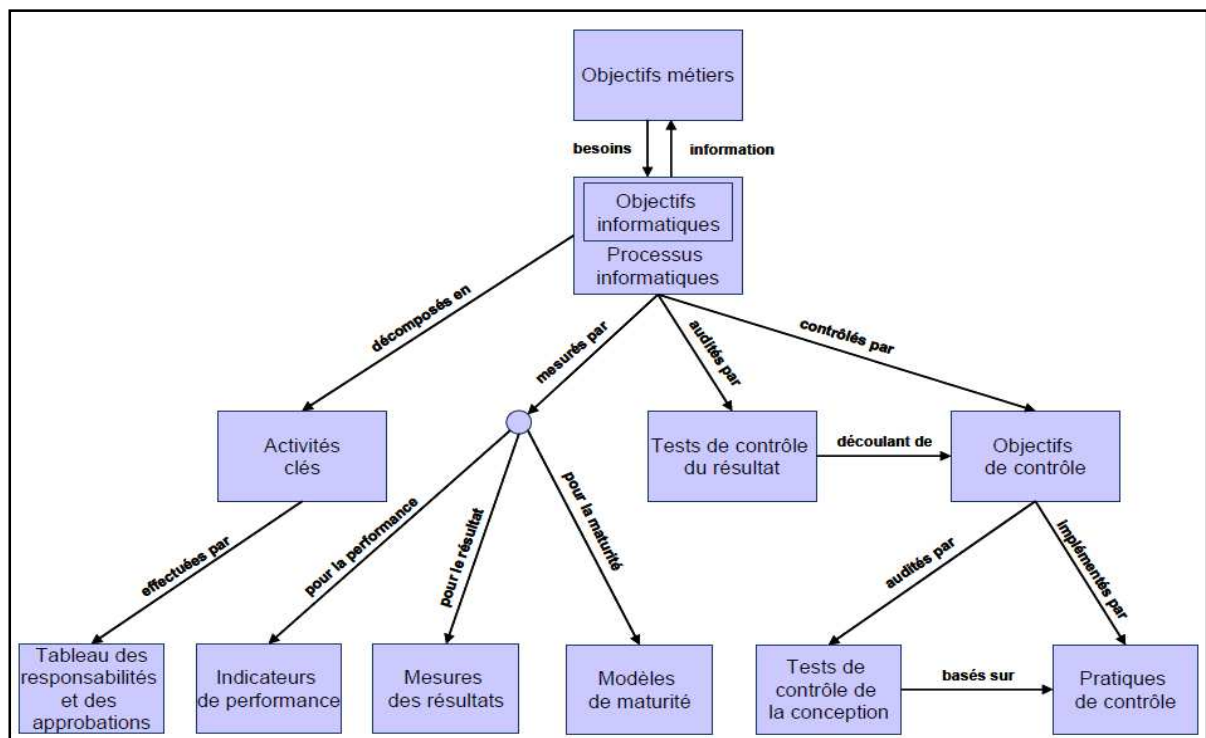 Objectifs métiers
besoins
information
Objectifs
informatiques
Processus
informatiques
décomposés en
mesurés par
audités par
contrôlés par
Activités
clés
Tests de contrôle
du résultat
découlant de
Objectifs
de contrôle
effectuées par
pour la performance
pour le résultat
pour la maturité
audités par
implémentés par
Tableau des
responsabilités
et des
approbations
Indicateurs
de performance
Mesures
des résultats
Modèles
de maturité
Tests de
contrôle de
la conception
basés sur
Pratiques
de contrôle